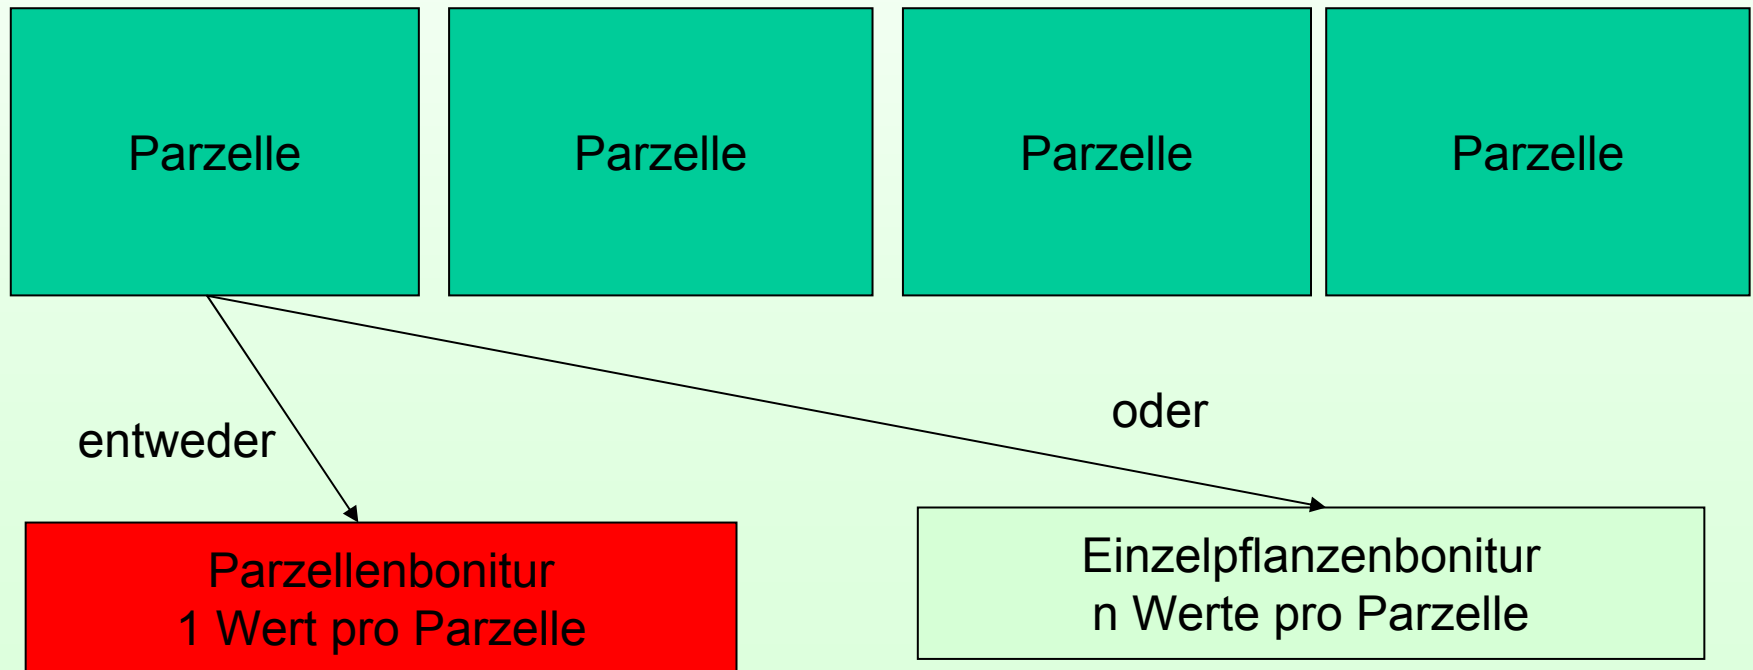 Parzelle
Parzelle
Parzelle
Parzelle
entweder
oder
Parzellenbonitur
1 Wert pro Parzelle
Einzelpflanzenbonitur
n Werte pro Parzelle